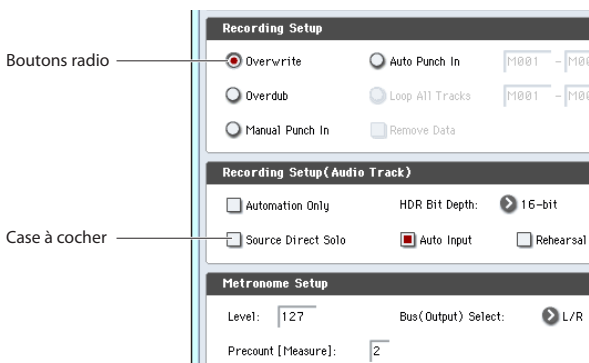 Recording Setup
Boutons radio
Overwrite Auto Punch In M001 - M00
Overdub Loop All Tracks M001 - M00
Manual Punch In Remove Data
Recording Setup(Audio Track)
Automation Only HDR Bit Depth: 16-bit
Case à cocher
Source Direct Solo Auto Input Rehearsal
Metronome Setup
Level: 127 Bus(Output) Select: L/R
Precount [Measure]: 2